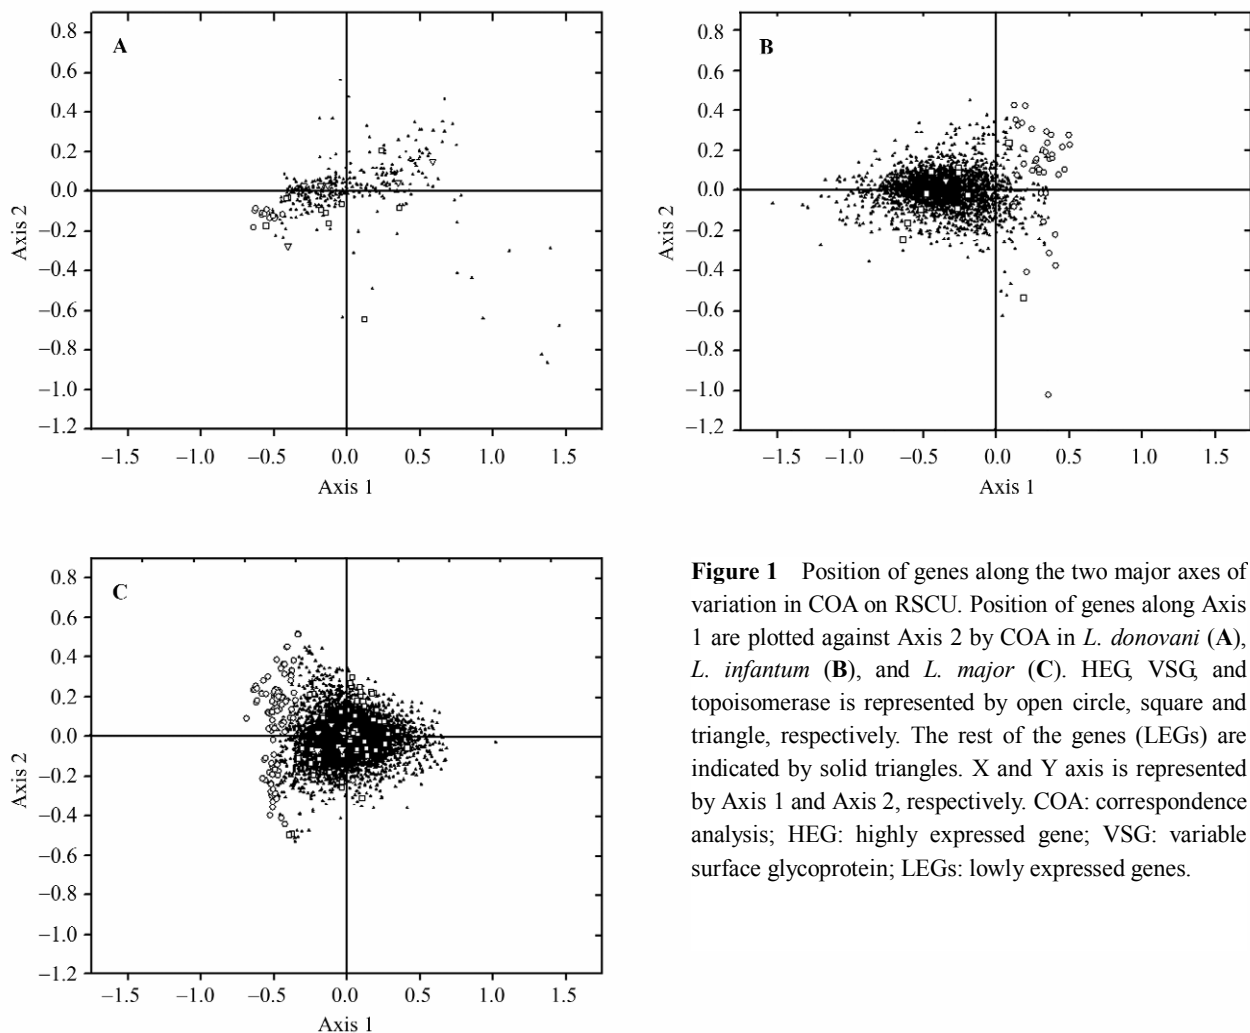 0.8
0.6
0.4
0.2
0.0
−0.2
−0.4
−0.6
−0.8
−1.0
−1.2
A
Axis 2
−1.5 −1.0 −0.5 0.0 0.5 1.0 1.5
Axis 1
0.8
0.6
0.4
0.2
0.0
−0.2
−0.4
−0.6
−0.8
−1.0
−1.2
B
Axis 2
−1.5 −1.0 −0.5 0.0 0.5 1.0 1.5
Axis 1
0.8
0.6
0.4
0.2
0.0
−0.2
−0.4
−0.6
−0.8
−1.0
−1.2
C
Axis 2
−1.5 −1.0 −0.5 0.0 0.5 1.0 1.5
Axis 1
Figure 1 Position of genes along the two major axes of
variation in COA on RSCU. Position of genes along Axis
1 are plotted against Axis 2 by COA in L. donovani (A),
L. infantum (B), and L. major (C). HEG, VSG, and
topoisomerase is represented by open circle, square and
triangle, respectively. The rest of the genes (LEGs) are
indicated by solid triangles. X and Y axis is represented
by Axis 1 and Axis 2, respectively. COA: correspondence
analysis; HEG: highly expressed gene; VSG: variable
surface glycoprotein; LEGs: lowly expressed genes.